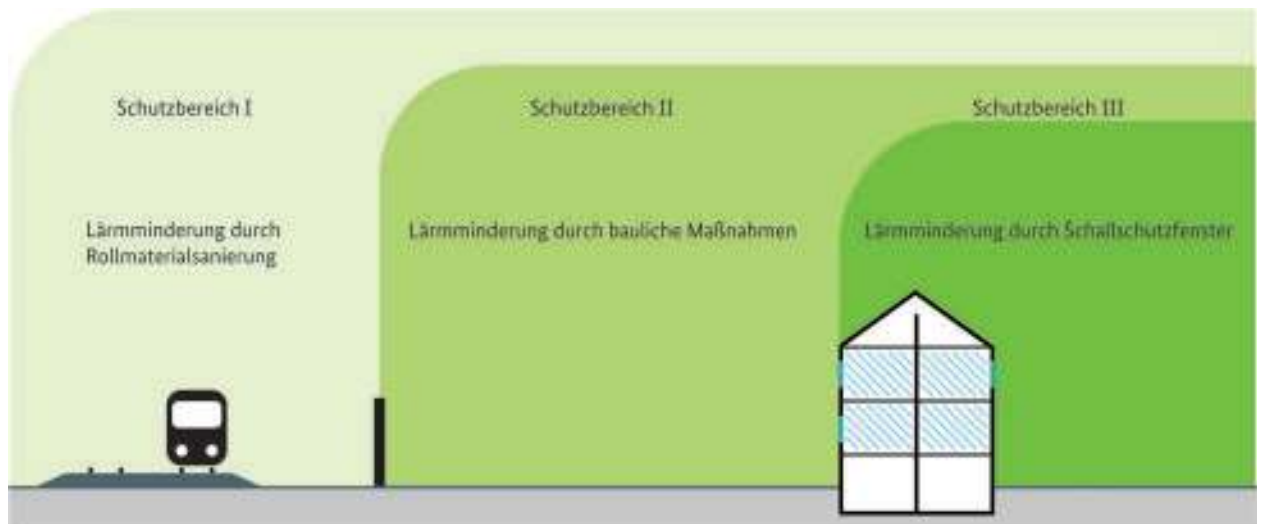 Schutzbereich I
Schutzbereich II
Schutzbereich III
Lärmminderung durch
Rollmaterialsanierung
Lärmminderung durch bauliche Maßnahmen
Lärmminderung durch Schallschutzfenster